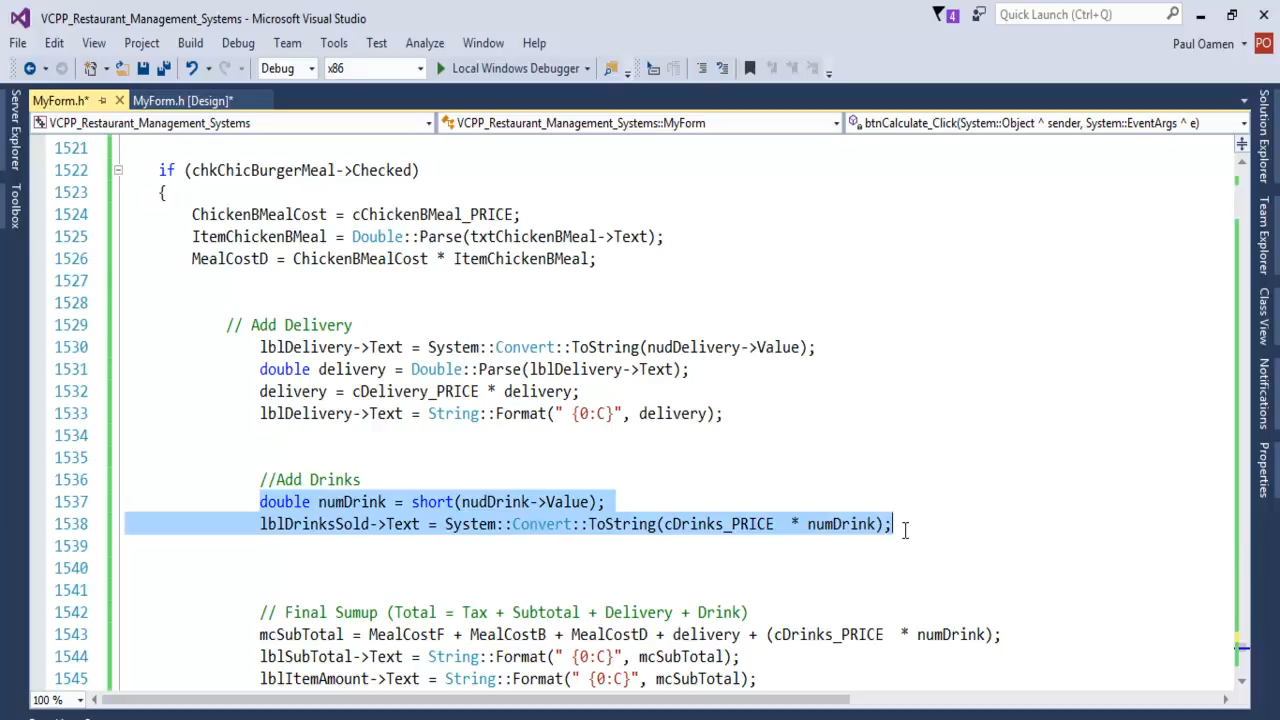 VCPP_Restaurant_Management_Systems - Microsoft Visual Studio
4
Quick Launch (Ctrl+Q)
File Edit View Project Build Debug Team Tools Test Analyze Window Help
Paul Oamen
PO
Debug x86 Local Windows Debugger
MyForm.h* MyForm.h [Design]*
VCPP_Restaurant_Management_Systems VCPP_Restaurant_Management_Systems::MyForm btnCalculate_Click(System::Object ^ sender, System::EventArgs ^ e)
Server Explorer
Toolbox
1521
1522 if (chkChicBurgerMeal->Checked)
1523 {
1524 ChickenBMealCost = cChickenBMeal_PRICE;
1525 ItemChickenBMeal = Double::Parse(txtChickenBMeal->Text);
1526 MealCostD = ChickenBMealCost * ItemChickenBMeal;
1527
1528
1529 // Add Delivery
1530 lblDelivery->Text = System::Convert::ToString(nudDelivery->Value);
1531 double delivery = Double::Parse(lblDelivery->Text);
1532 delivery = cDelivery_PRICE * delivery;
1533 lblDelivery->Text = String::Format(" {0:C}", delivery);
1534
1535
1536 //Add Drinks
1537 double numDrink = short(nudDrink->Value);
1538 lblDrinksSold->Text = System::Convert::ToString(cDrinks_PRICE  * numDrink);
1539
1540
1541
1542 // Final Sumup (Total = Tax + Subtotal + Delivery + Drink)
1543 mcSubTotal = MealCostF + MealCostB + MealCostD + delivery + (cDrinks_PRICE  * numDrink);
1544 lblSubTotal->Text = String::Format(" {0:C}", mcSubTotal);
1545 lblItemAmount->Text = String::Format(" {0:C}", mcSubTotal);
Solution Explorer
Team Explorer
Class View
Notifications
Properties
100 %